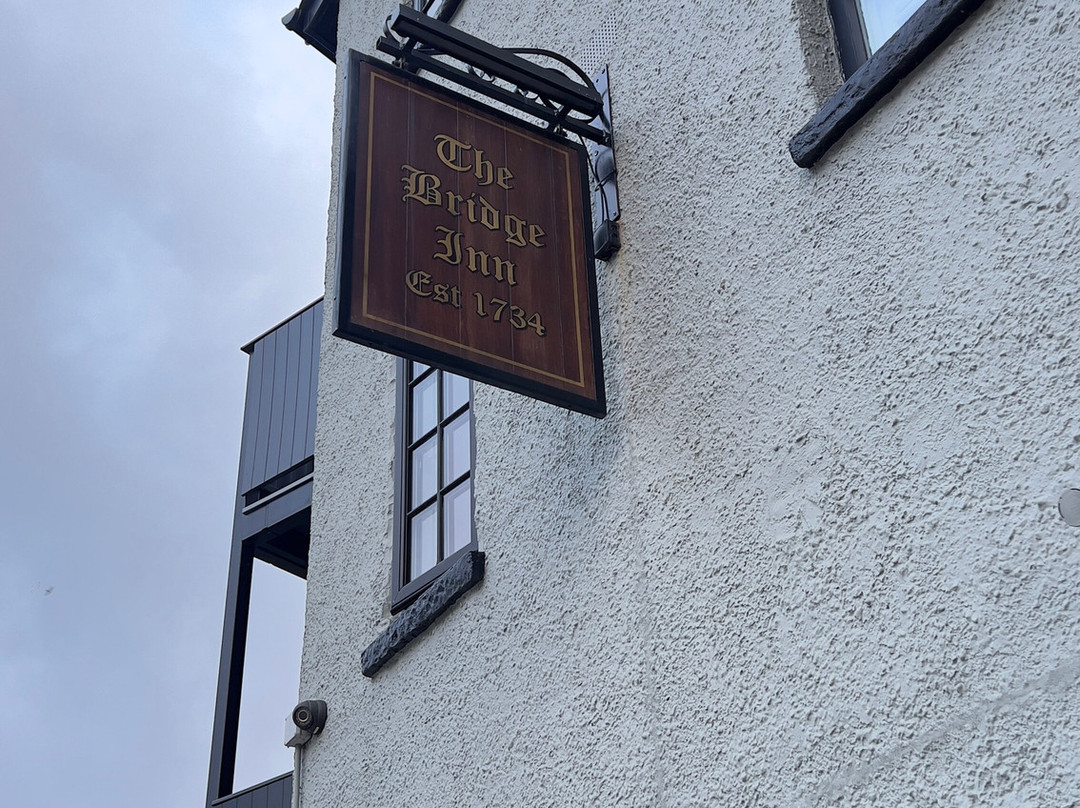 The
Bridge
Inn
Est 1734